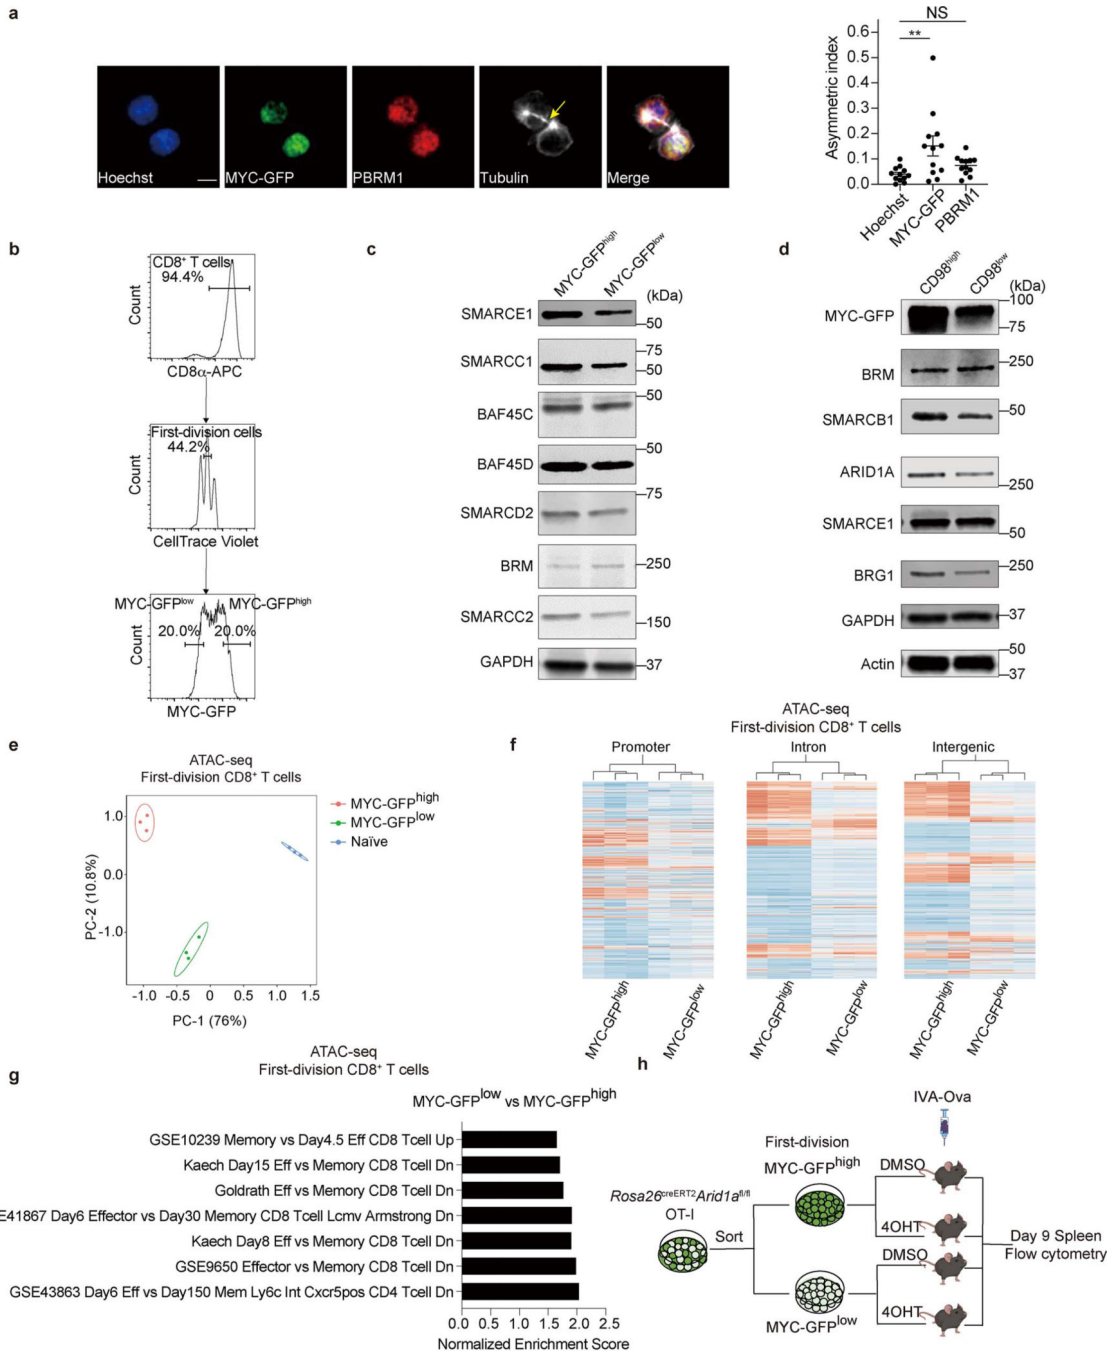 a
Hoechst
MYC-GFP
PBRM1
Tubulin
Merge
NS
**
Asymmetric index
0.6
0.5
0.4
0.3
0.2
0.1
0.0
Hoechst
MYC-GFP
PBRM1
b
CD8⁺ T cells
94.4%
Count
CD8α-APC
First-division cells
44.2%
Count
CellTrace Violet
MYC-GFPlow
MYC-GFPhigh
20.0%
20.0%
Count
MYC-GFP
c
MYC-GFPhigh
MYC-GFPlow
(kDa)
SMARCE1
50
SMARCC1
75
50
BAF45C
50
BAF45D
50
SMARCD2
75
BRM
250
SMARCC2
150
GAPDH
37
d
CD98high
CD98low
(kDa)
MYC-GFP
100
75
BRM
250
SMARCB1
50
ARID1A
250
SMARCE1
50
BRG1
250
GAPDH
37
Actin
50
37
e
ATAC-seq
First-division CD8⁺ T cells
MYC-GFPhigh
MYC-GFPlow
Naïve
PC-2 (10.8%)
1.0
0.0
-1.0
-1.0 -0.5 0 0.5 1.0 1.5
PC-1 (76%)
f
ATAC-seq
First-division CD8⁺ T cells
Promoter
Intron
Intergenic
MYC-GFPhigh
MYC-GFPlow
MYC-GFPhigh
MYC-GFPlow
MYC-GFPhigh
MYC-GFPlow
g
ATAC-seq
First-division CD8⁺ T cells
MYC-GFPlow vs MYC-GFPhigh
GSE10239 Memory vs Day4.5 Eff CD8 Tcell Up
Kaech Day15 Eff vs Memory CD8 Tcell Dn
Goldrath Eff vs Memory CD8 Tcell Dn
E41867 Day6 Effector vs Day30 Memory CD8 Tcell Lcmv Armstrong Dn
Kaech Day8 Eff vs Memory CD8 Tcell Dn
GSE9650 Effector vs Memory CD8 Tcell Dn
GSE43863 Day6 Eff vs Day150 Mem Ly6c Int Cxcr5pos CD4 Tcell Dn
0.0 0.5 1.0 1.5 2.0 2.5
Normalized Enrichment Score
h
IVA-Ova
First-division
MYC-GFPhigh
DMSO
Rosa26creERT2Arid1afl/fl
OT-I
Sort
4OHT
DMSO
Day 9 Spleen
Flow cytometry
4OHT
MYC-GFPlow